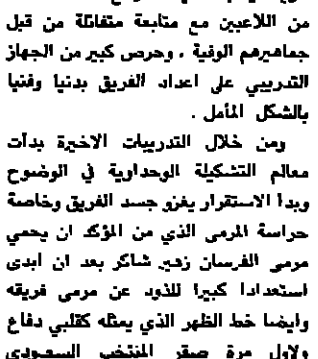 من اللاعبين مع متابعة متفائلة من قبل
جماهيرهم الوفية . وحرص كبير من الجهاز
التدريبي على اعداد الفريق بدنيا وفنيا
بالشكل المأمل .
ومن خلال التدريبات الاخيرة بدأت
معالم التشكيلة الوحداوية في الوضوح
وبدأ الاستقرار يغزو جسد الفريق وخاصة
حراسة المرمى الذي من المؤكد ان يحمي
مرمى الفرسان زهير شاكر بعد ان ابدى
استعدادا كبيرا للذود عن مرمى فريقه
وايضا خط الظهر الذي يمثله كقلبي دفاع
ولاول مرة صقر المنتخب السعودي